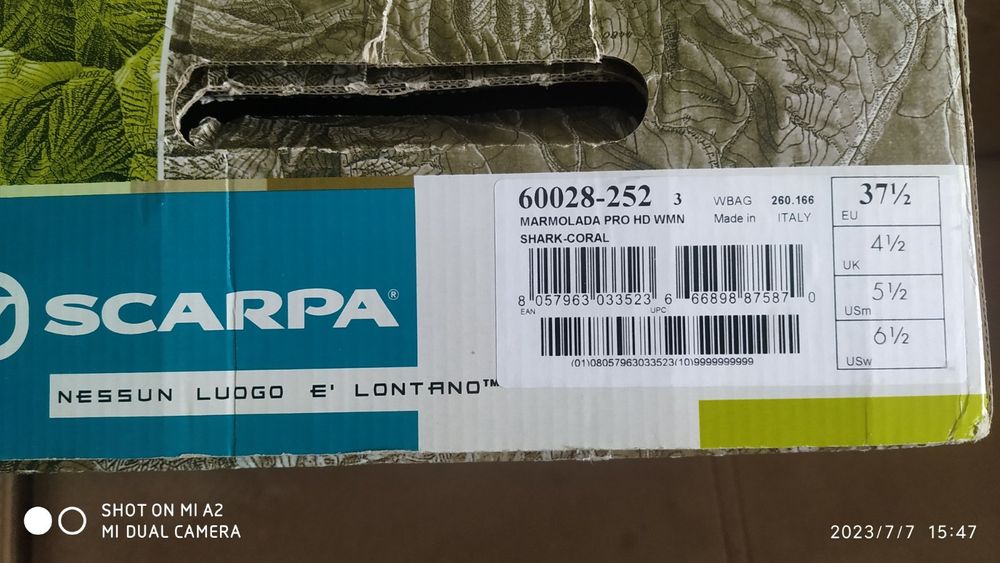 60028-252 3 WBAG 260.166
MARMOLADA PRO HD WMN Made in ITALY
SHARK-CORAL
37½
EU
4½
UK
5½
USm
6½
USw
8 057963 033523 6 66898 87587 0
EAN UPC
(01)08057963033523(10)9999999999
SCARPA®
NESSUN LUOGO E' LONTANO™
SHOT ON MI A2
MI DUAL CAMERA
2023/7/7 15:47